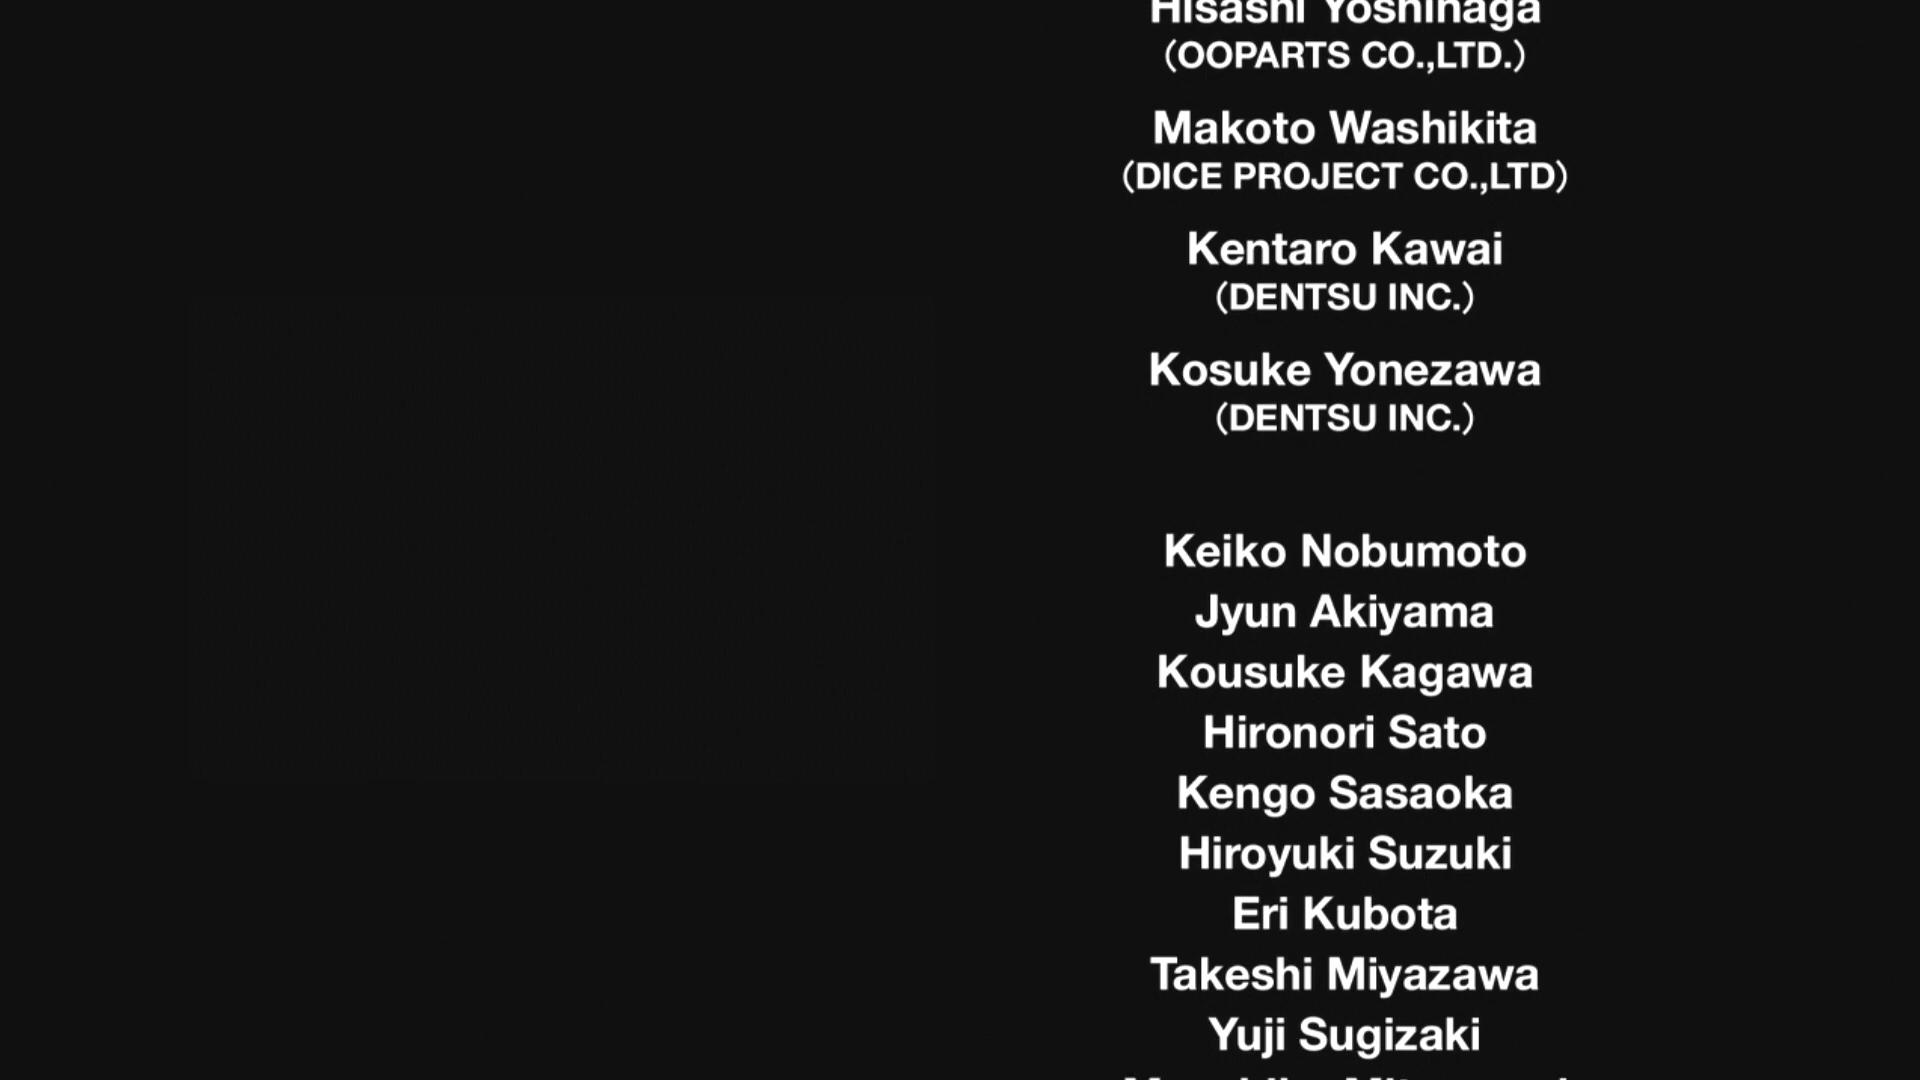 Hisashi Yoshinaga
(OOPARTS CO.,LTD.)
Makoto Washikita
(DICE PROJECT CO.,LTD)
Kentaro Kawai
(DENTSU INC.)
Kosuke Yonezawa
(DENTSU INC.)
Keiko Nobumoto
Jyun Akiyama
Kousuke Kagawa
Hironori Sato
Kengo Sasaoka
Hiroyuki Suzuki
Eri Kubota
Takeshi Miyazawa
Yuji Sugizaki